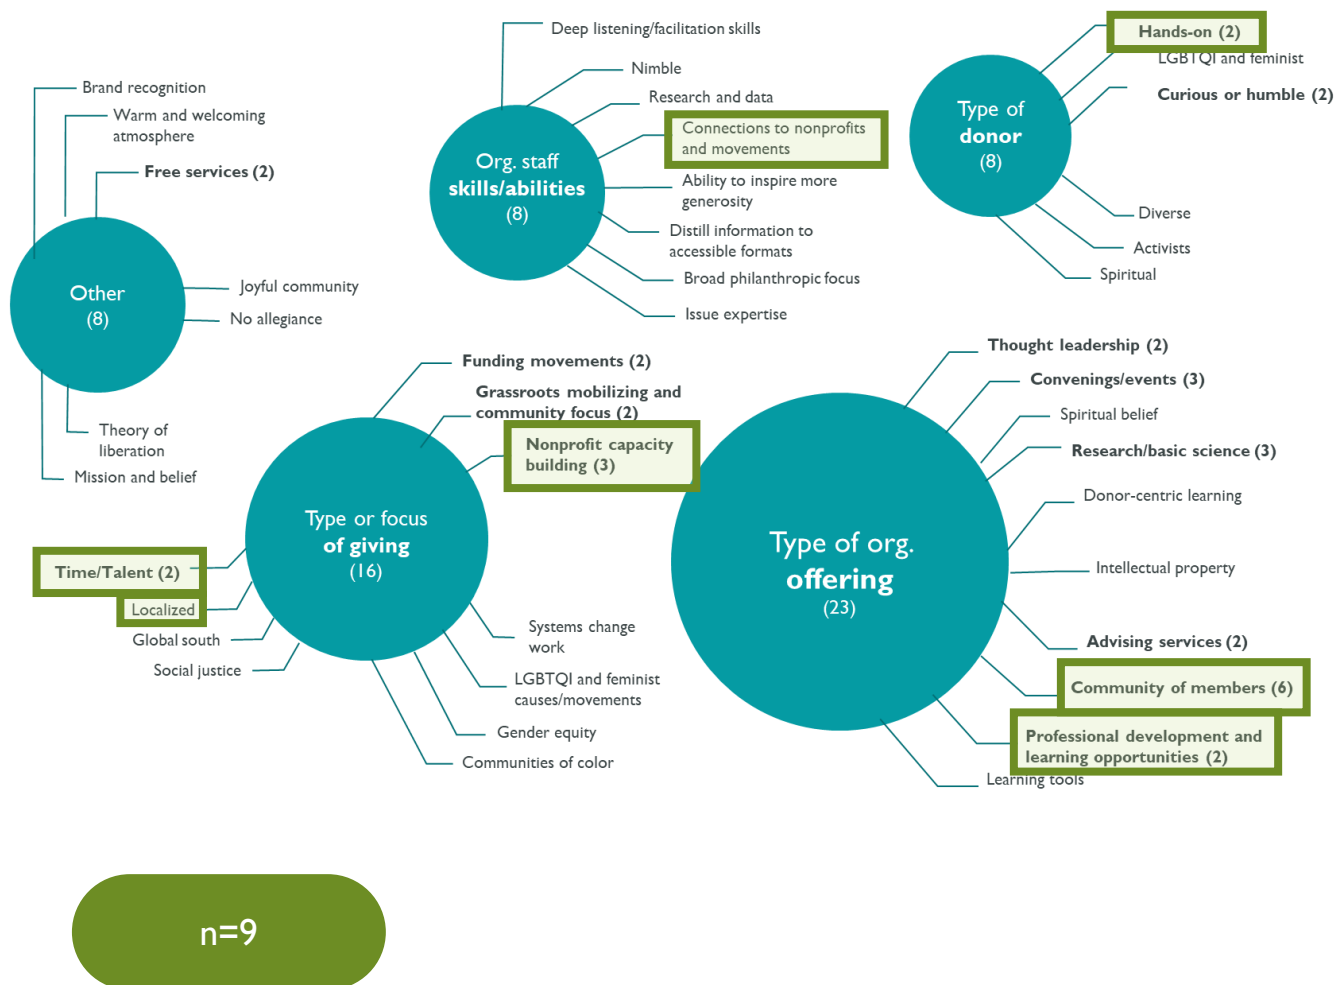 Deep listening/facilitation skills
Nimble
Research and data
Connections to nonprofits
and movements
Ability to inspire more
generosity
Distill information to
accessible formats
Broad philanthropic focus
Issue expertise
Org. staff
skills/abilities
(8)
Hands-on (2)
LGBTQI and feminist
Curious or humble (2)
Type of
donor
(8)
Diverse
Activists
Spiritual
Brand recognition
Warm and welcoming
atmosphere
Free services (2)
Other
(8)
Joyful community
No allegiance
Theory of
liberation
Mission and belief
Funding movements (2)
Grassroots mobilizing and
community focus (2)
Nonprofit capacity
building (3)
Type or focus
of giving
(16)
Time/Talent (2)
Localized
Global south
Social justice
Systems change
work
LGBTQI and feminist
causes/movements
Gender equity
Communities of color
Thought leadership (2)
Convenings/events (3)
Spiritual belief
Research/basic science (3)
Donor-centric learning
Intellectual property
Type of org.
offering
(23)
Advising services (2)
Community of members (6)
Professional development and
learning opportunities (2)
Learning tools
n=9